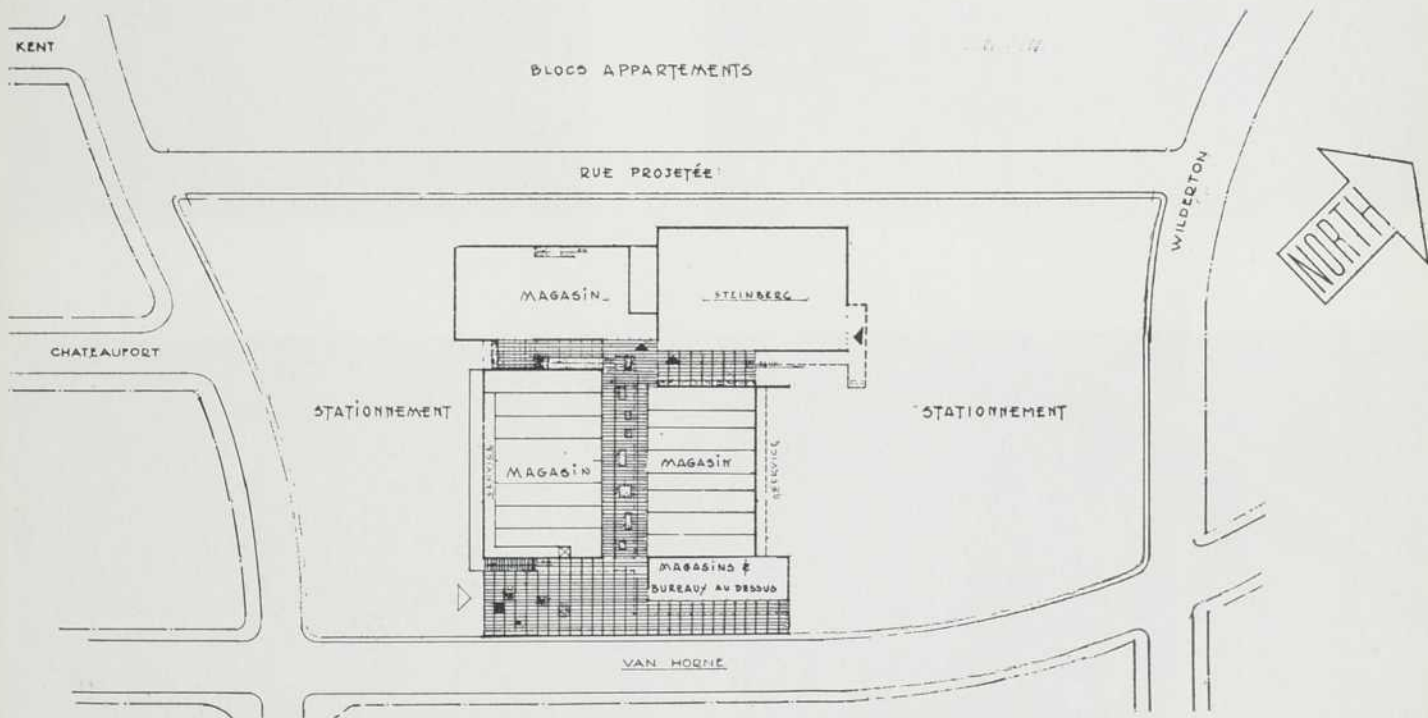 KENT
BLOCS APPARTEMENTS
RUE PROJETÉE
WILDERTON
NORTH
MAGASIN
STEINBERG
CHATEAUFORT
STATIONNEMENT
STATIONNEMENT
SERVICE
MAGASIN
MAGASIN
SERVICE
MAGASINS &
BUREAUX AU DESSUS
VAN HORNE